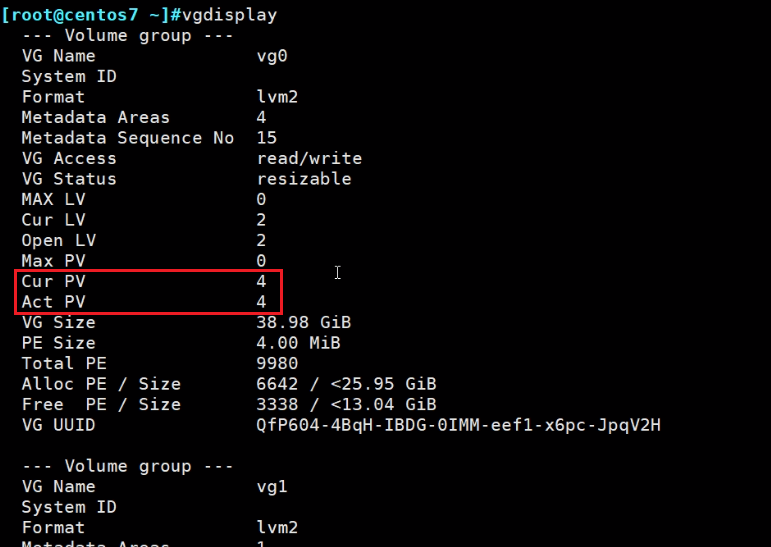 [root@centos7 ~]#vgdisplay
--- Volume group ---
VG Name vg0
System ID
Format lvm2
Metadata Areas 4
Metadata Sequence No 15
VG Access read/write
VG Status resizable
MAX LV 0
Cur LV 2
Open LV 2
Max PV 0
Cur PV 4
Act PV 4
VG Size 38.98 GiB
PE Size 4.00 MiB
Total PE 9980
Alloc PE / Size 6642 / <25.95 GiB
Free PE / Size 3338 / <13.04 GiB
VG UUID QfP604-4BqH-IBDG-0IMM-eef1-x6pc-JpqV2H
--- Volume group ---
VG Name vg1
System ID
Format lvm2
Metadata Areas 1